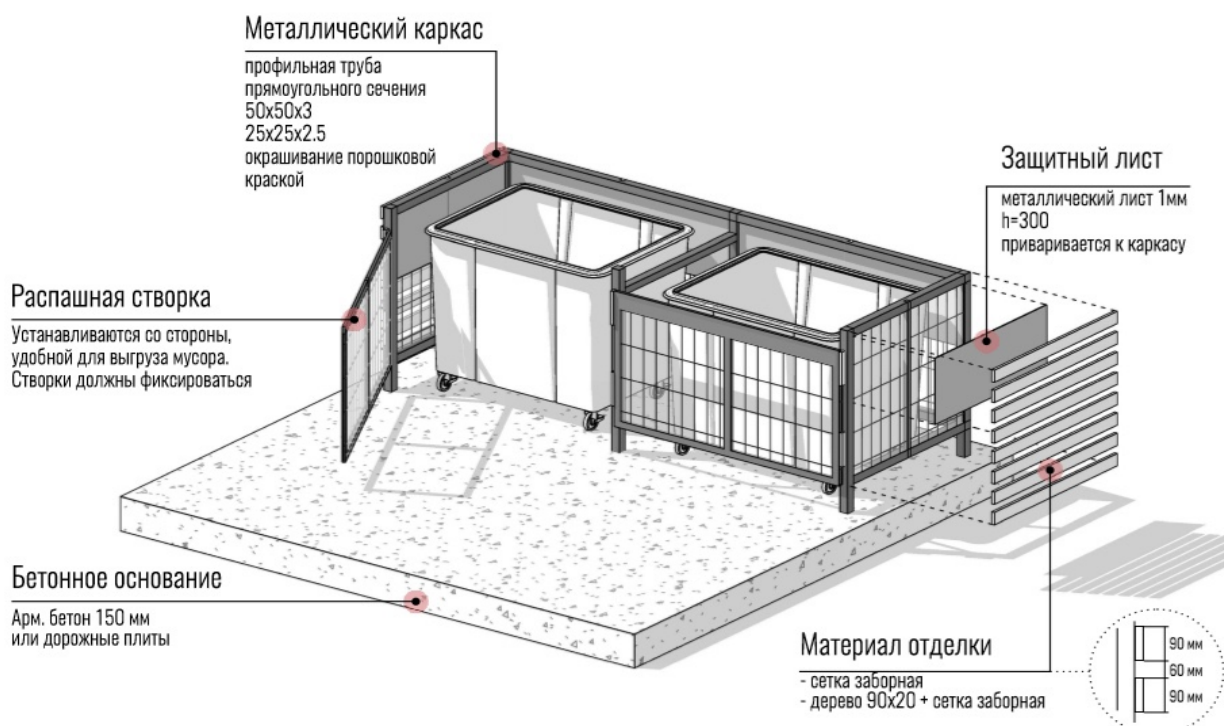 Металлический каркас
профильная труба
прямоугольного сечения
50х50х3
25х25х2.5
окрашивание порошковой
краской
Защитный лист
металлический лист 1мм
h=300
приваривается к каркасу
Распашная створка
Устанавливаются со стороны,
удобной для выгруза мусора.
Створки должны фиксироваться
Бетонное основание
Арм. бетон 150 мм
или дорожные плиты
Материал отделки
- сетка заборная
- дерево 90х20 + сетка заборная
90 мм
60 мм
90 мм